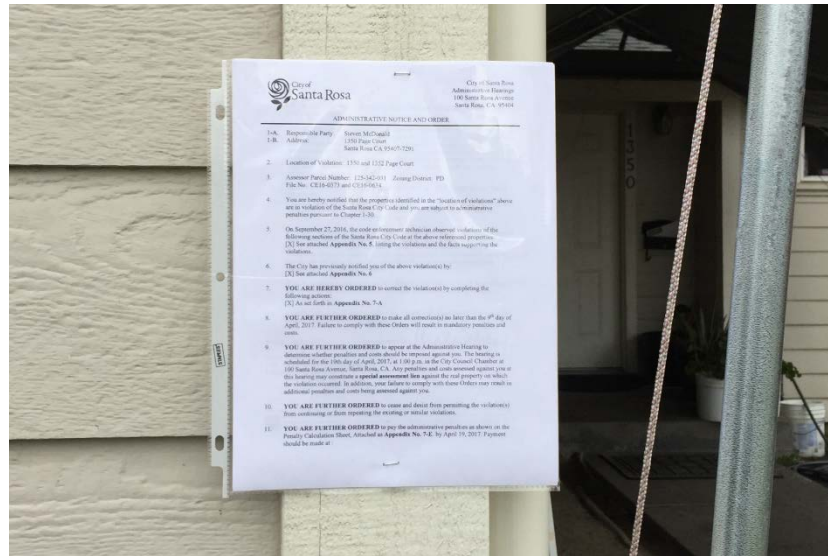 City of
Santa Rosa
City of Santa Rosa
Administrative Hearings
100 Santa Rosa Avenue
Santa Rosa, CA 95404
ADMINISTRATIVE NOTICE AND ORDER
1-A. Responsible Party: Steven McDonald
1-B. Address: 1350 Page Court
Santa Rosa CA 95407-7291
2. Location of Violation: 1350 and 1352 Page Court
3. Assessor Parcel Number: 125-342-031 Zoning District: PD
File No: CE16-0373 and CE16-0634
4. You are hereby notified that the properties identified in the "location of violations" above
are in violation of the Santa Rosa City Code and you are subject to administrative
penalties pursuant to Chapter 1-30.
5. On September 27, 2016, the code enforcement technician observed violations of the
following sections of the Santa Rosa City Code at the above referenced properties.
[X] See attached Appendix No. 5, listing the violations and the facts supporting the
violations.
6. The City has previously notified you of the above violation(s) by:
[X] See attached Appendix No. 6
7. YOU ARE HEREBY ORDERED to correct the violation(s) by completing the
following actions:
[X] As set forth in Appendix No. 7-A
8. YOU ARE FURTHER ORDERED to make all correction(s) no later than the 9th day of
April, 2017. Failure to comply with these Orders will result in mandatory penalties and
costs.
9. YOU ARE FURTHER ORDERED to appear at the Administrative Hearing to
determine whether penalties and costs should be imposed against you. The hearing is
scheduled for the 19th day of April, 2017, at 1:00 p.m. in the City Council Chamber at
100 Santa Rosa Avenue, Santa Rosa, CA. Any penalties and costs assessed against you at
this hearing may constitute a special assessment lien against the real property on which
the violation occurred. In addition, your failure to comply with these Orders may result in
additional penalties and costs being assessed against you.
10. YOU ARE FURTHER ORDERED to cease and desist from permitting the violation(s)
from continuing or from repeating the existing or similar violations.
11. YOU ARE FURTHER ORDERED to pay the administrative penalties as shown on the
Penalty Calculation Sheet, Attached as Appendix No. 7-E, by April 19, 2017. Payment
should be made at
1350